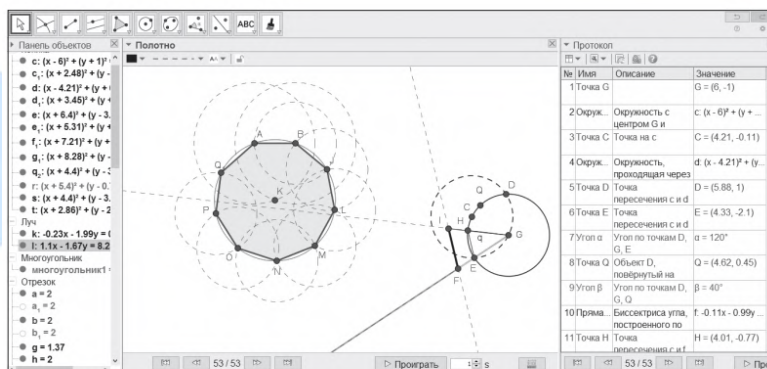 ABC
Панель объектов
Полотно
Протокол
c: (x - 6)² + (y + 1)²
c₁: (x + 2.48)² + (y
d: (x - 4.21)² + (y +
d₁: (x + 3.45)² + (y
e: (x + 6.4)² + (y - 3.
e₁: (x + 5.31)² + (y
f₁: (x + 7.21)² + (y +
g₁: (x + 8.28)² + (y
q₂: (x + 4.4)² + (y - 3
r: (x + 5.4)² + (y - 0.
s: (x + 4.4)² + (y - 3.
t: (x + 2.86)² + (y - 2
Луч
k: -0.23x - 1.99y = 
l: 1.1x - 1.67y = 8.2
Многоугольник
многоугольник1 =
Отрезок
a = 2
a₁ = 2
b = 2
b₁ = 2
g = 1.37
h = 2
A
B
Q
J
K
P
L
O
M
N
D
Q
C
I
H
q
G
E
F
№ Имя Описание Значение
1 Точка G G = (6, -1)
2 Окруж... Окружность с центром G и c: (x - 6)² + (y + ...
3 Точка C Точка на c C = (4.21, -0.11)
4 Окруж... Окружность, проходящая через d: (x - 4.21)² + (y...
5 Точка D Точка пересечения c и d D = (5.88, 1)
6 Точка E Точка пересечения c и d E = (4.33, -2.1)
7 Угол α Угол по точкам D, G, E α = 120°
8 Точка Q Объект D, повёрнутый на Q = (4.62, 0.45)
9 Угол β Угол по точкам D, G, Q β = 40°
10 Пряма... Биссектриса угла, построенного по f: -0.11x - 0.99y...
11 Точка H Точка пересечения c и f H = (4.01, -0.77)
53 / 53
Проиграть
1 s
53 / 53